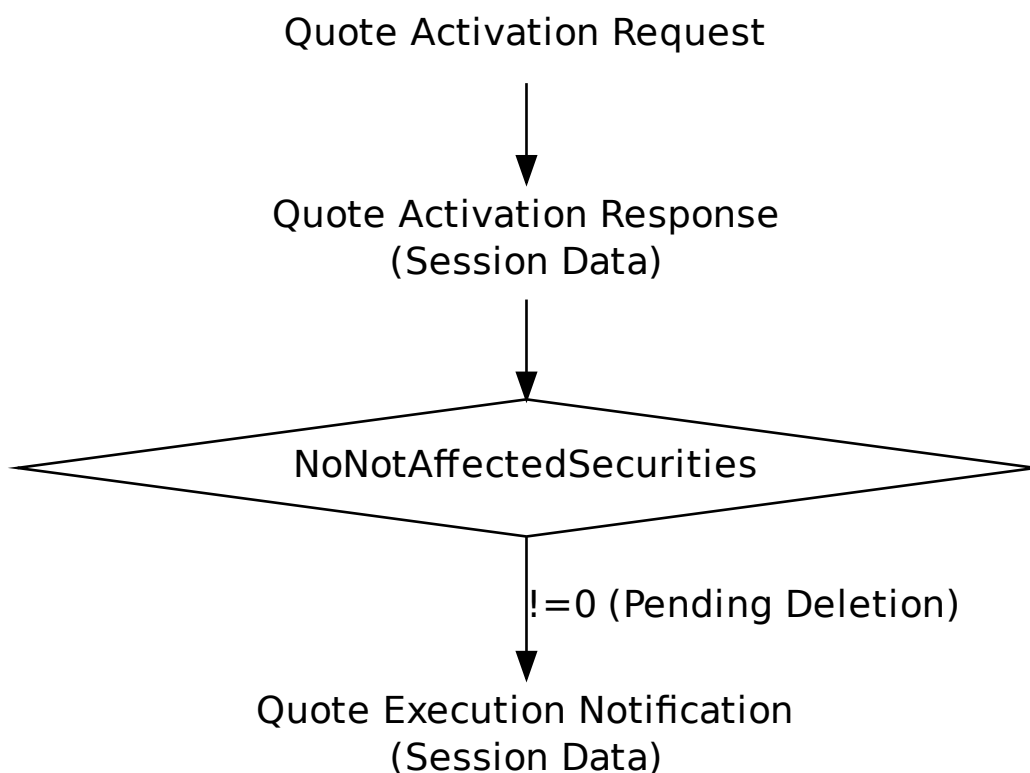 Quote Activation Request
Quote Activation Response
(Session Data)
NoNotAffectedSecurities
!=0 (Pending Deletion)
Quote Execution Notification
(Session Data)